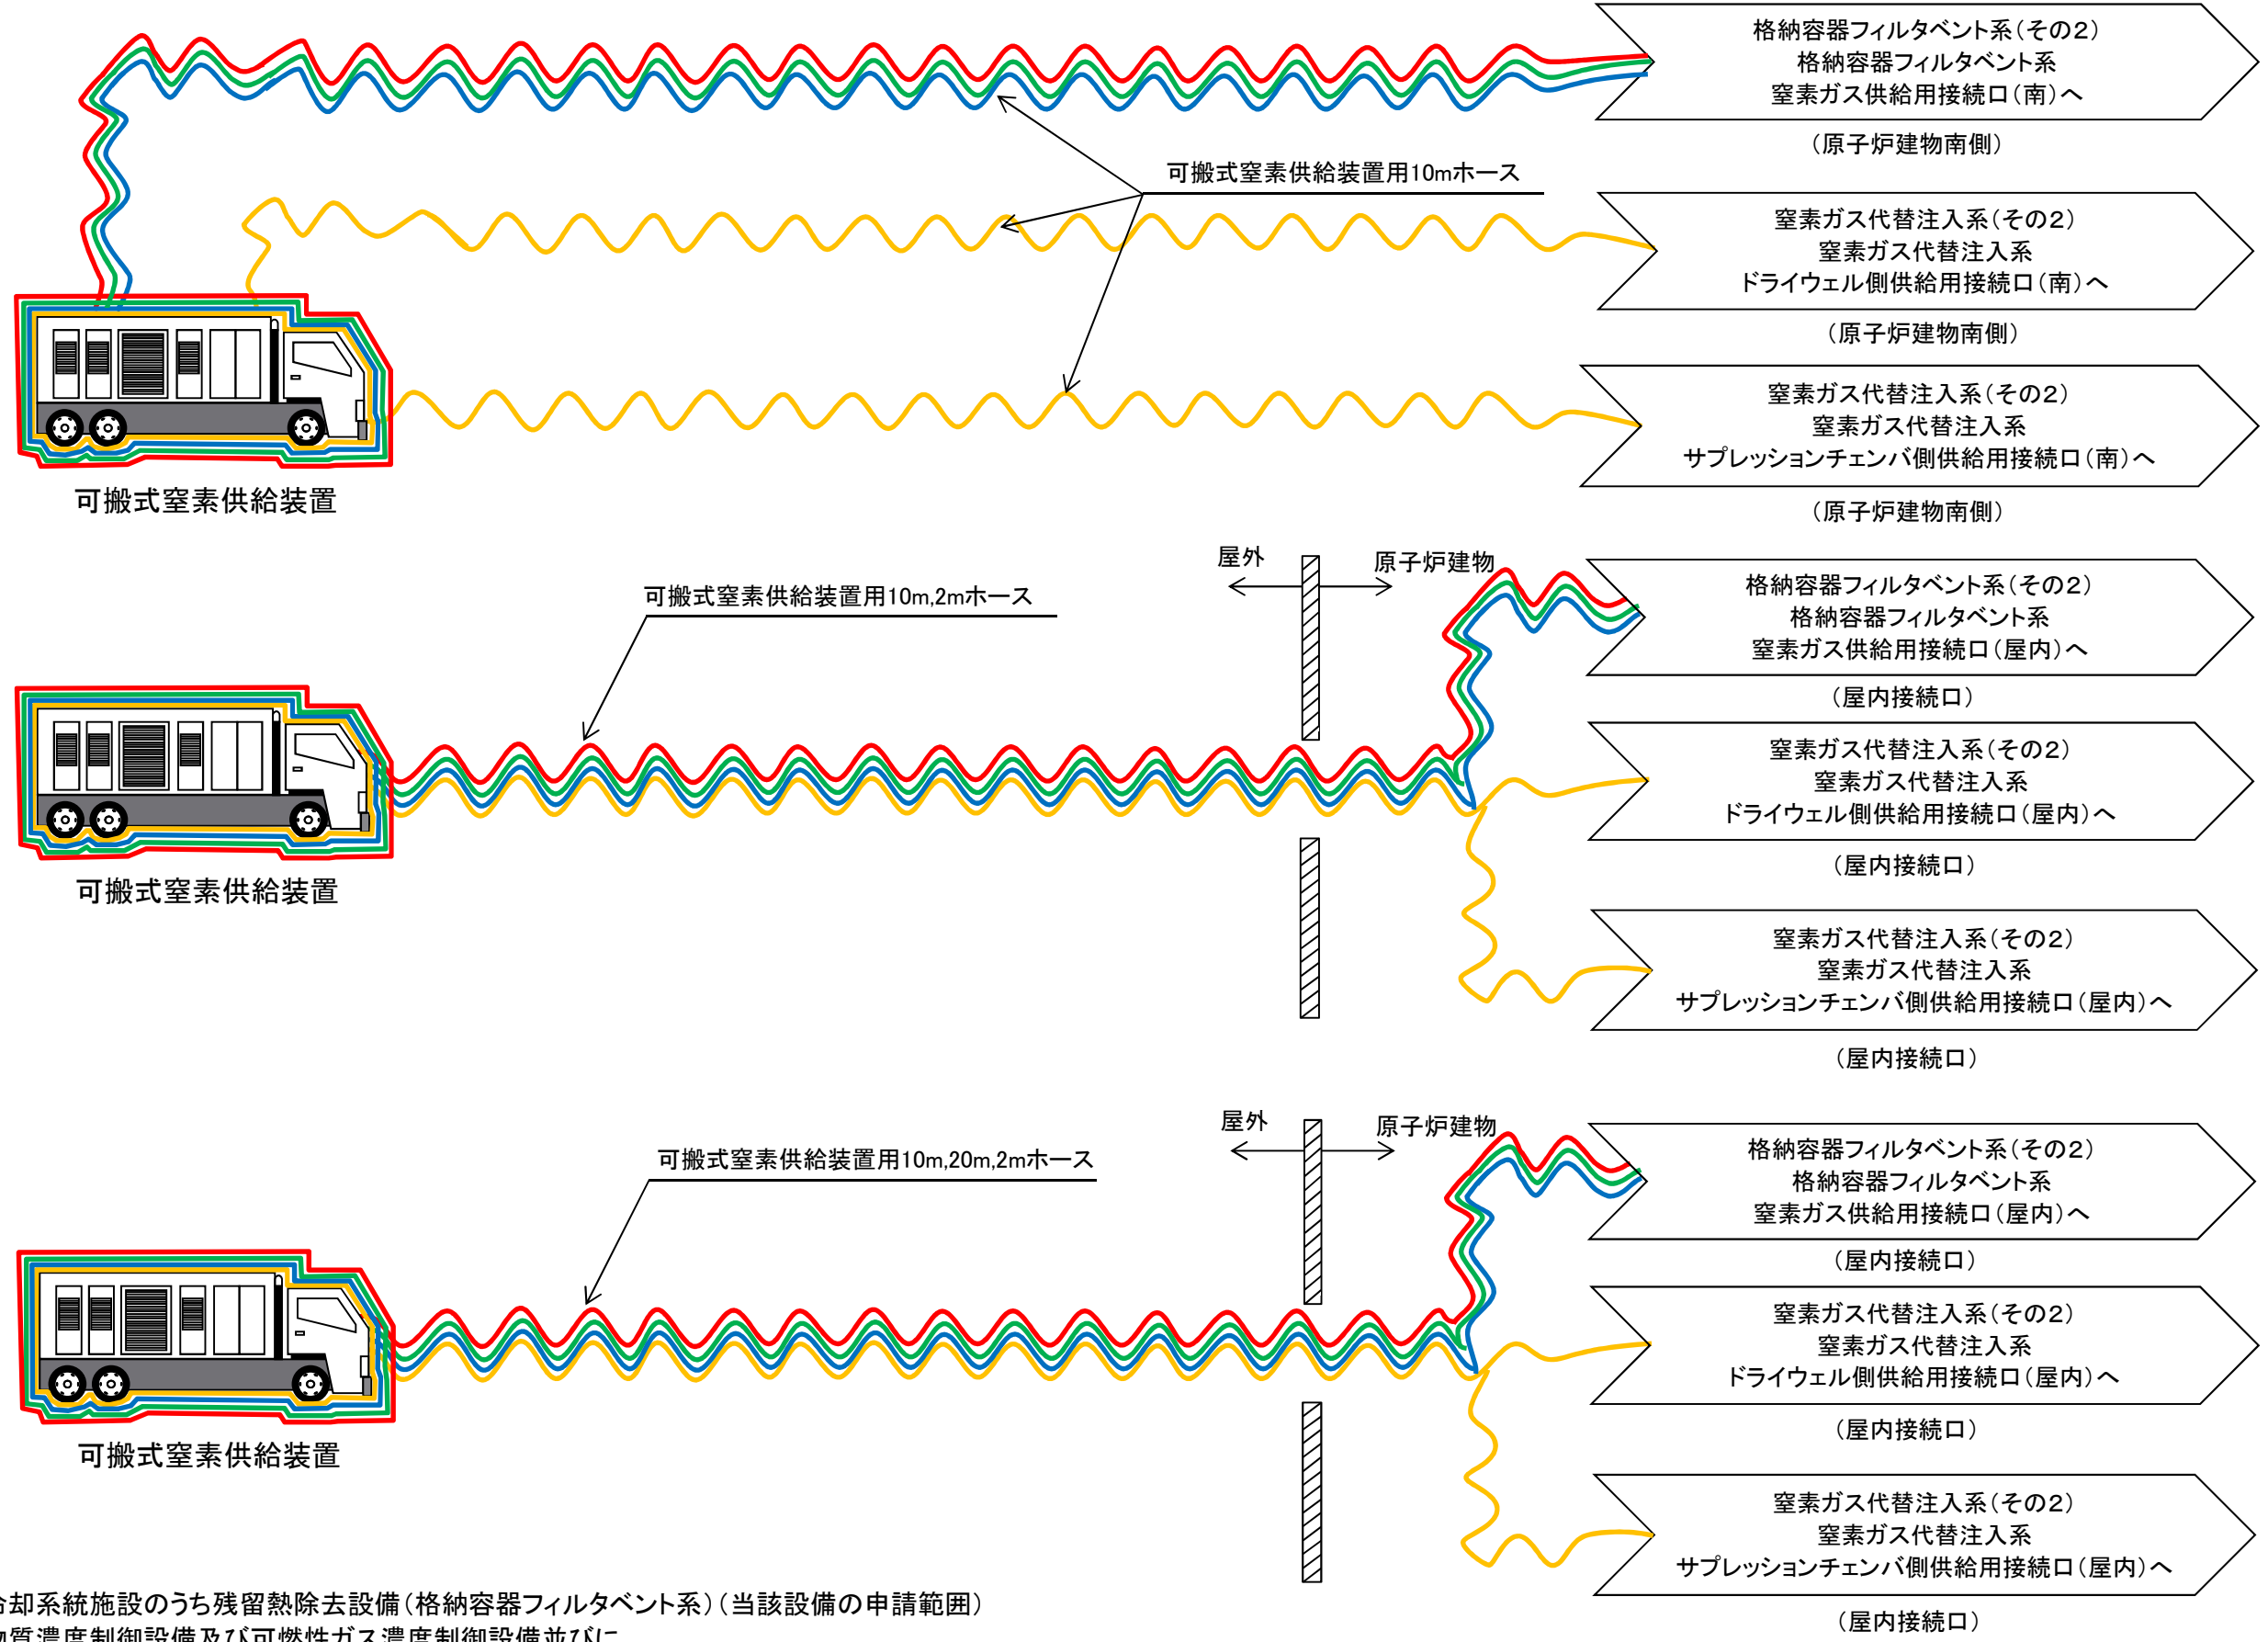 格納容器フィルタベント系(その2)
格納容器フィルタベント系
窒素ガス供給用接続口(南)へ
(原子炉建物南側)
可搬式窒素供給装置用10mホース
窒素ガス代替注入系(その2)
窒素ガス代替注入系
ドライウェル側供給用接続口(南)へ
(原子炉建物南側)
窒素ガス代替注入系(その2)
窒素ガス代替注入系
サプレッションチェンバ側供給用接続口(南)へ
(原子炉建物南側)
可搬式窒素供給装置
屋外
原子炉建物
可搬式窒素供給装置用10m,2mホース
格納容器フィルタベント系(その2)
格納容器フィルタベント系
窒素ガス供給用接続口(屋内)へ
(屋内接続口)
窒素ガス代替注入系(その2)
窒素ガス代替注入系
ドライウェル側供給用接続口(屋内)へ
(屋内接続口)
可搬式窒素供給装置
窒素ガス代替注入系(その2)
窒素ガス代替注入系
サプレッションチェンバ側供給用接続口(屋内)へ
(屋内接続口)
屋外
原子炉建物
可搬式窒素供給装置用10m,20m,2mホース
格納容器フィルタベント系(その2)
格納容器フィルタベント系
窒素ガス供給用接続口(屋内)へ
(屋内接続口)
窒素ガス代替注入系(その2)
窒素ガス代替注入系
ドライウェル側供給用接続口(屋内)へ
(屋内接続口)
可搬式窒素供給装置
窒素ガス代替注入系(その2)
窒素ガス代替注入系
サプレッションチェンバ側供給用接続口(屋内)へ
(屋内接続口)
却系統施設のうち残留熱除去設備(格納容器フィルタベント系)(当該設備の申請範囲)
質濃度制御設備及び可燃性ガス濃度制御設備並びに